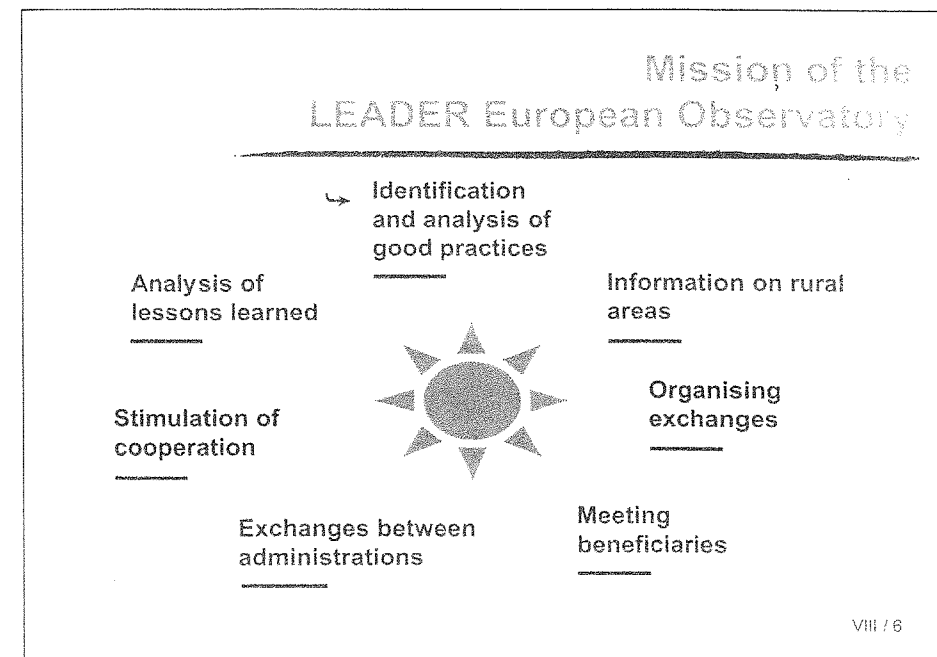 Mission of the
LEADER European Observatory
Identification
and analysis of
good practices
Information on rural
areas
Organising
exchanges
Meeting
beneficiaries
Exchanges between
administrations
Stimulation of
cooperation
Analysis of
lessons learned
VIII / 6